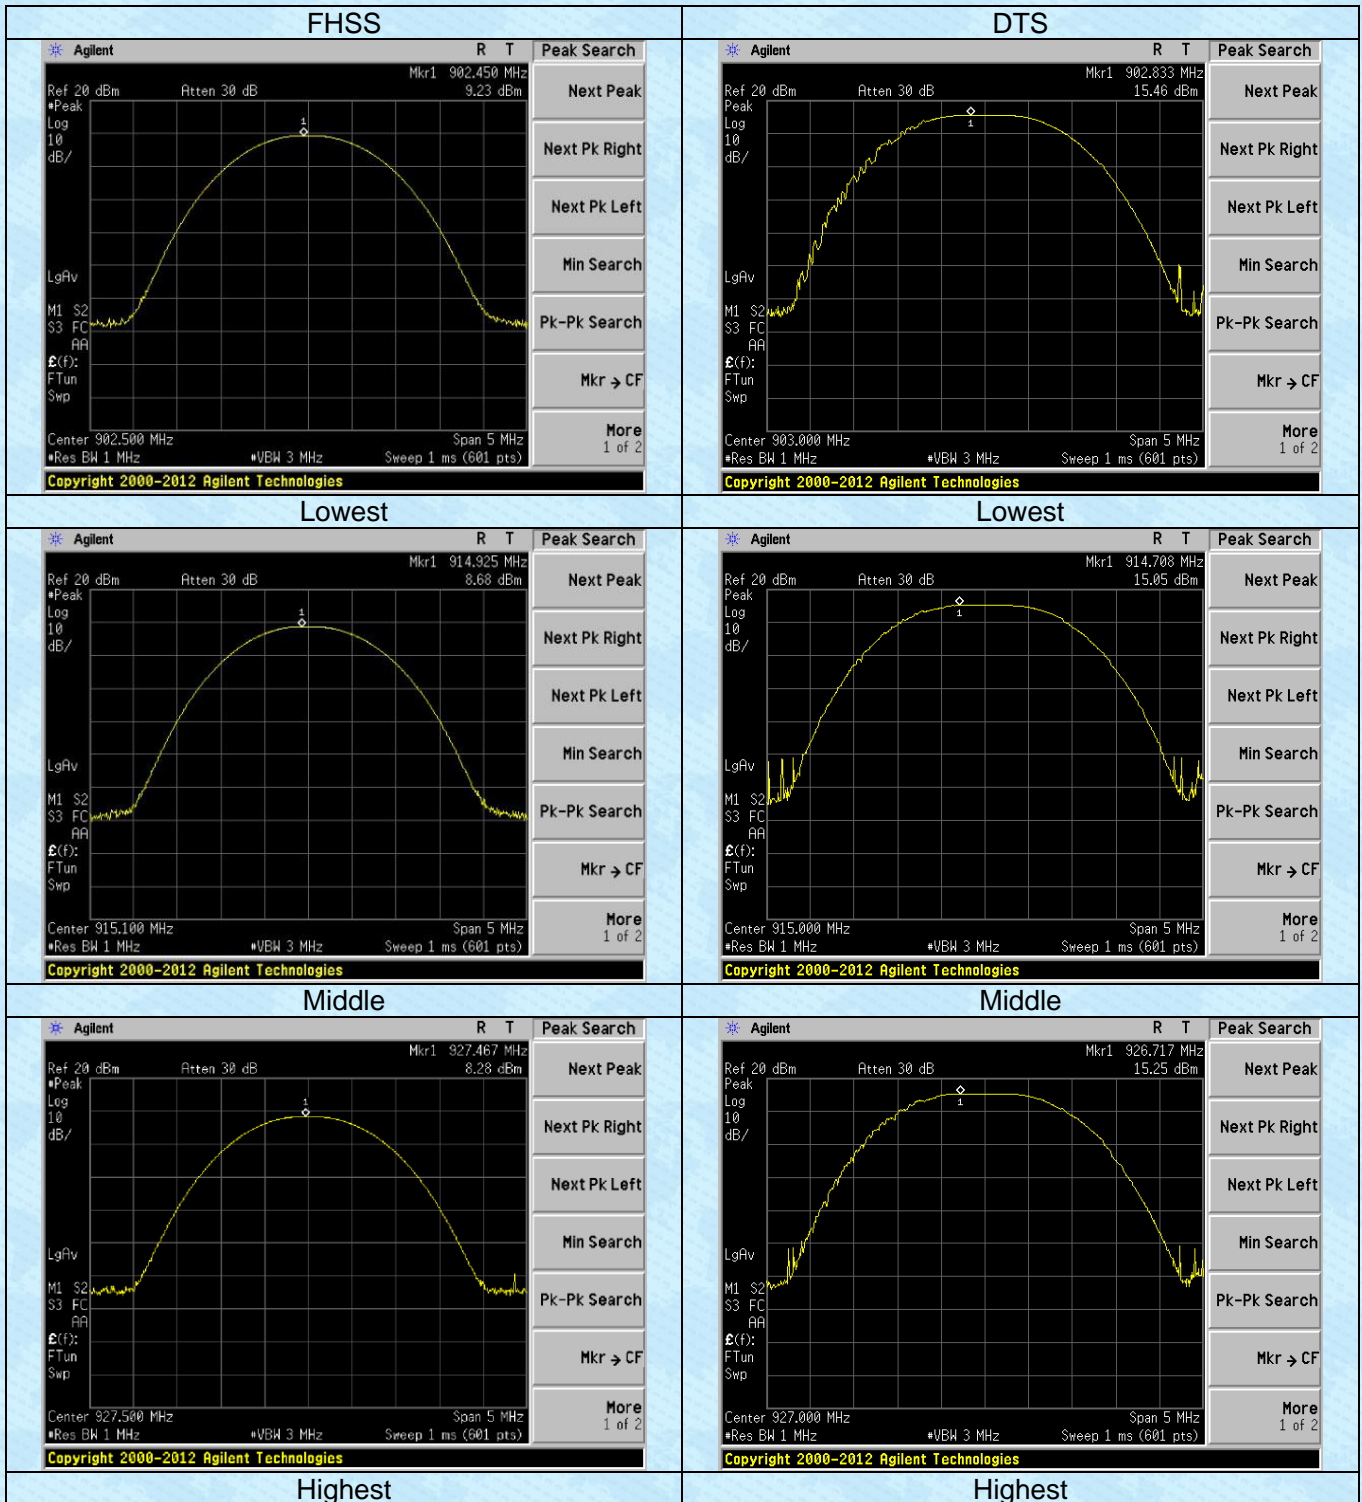 FHSS
DTS
Agilent R T Peak Search
Mkr1 902.450 MHz
Ref 20 dBm Atten 30 dB 9.23 dBm
#Peak
Log
10
dB/
1
LgAv
M1 S2
S3 FC
AA
£(f):
FTun
Swp
Center 902.500 MHz Span 5 MHz
#Res BW 1 MHz #VBW 3 MHz Sweep 1 ms (601 pts)
Next Peak
Next Pk Right
Next Pk Left
Min Search
Pk-Pk Search
Mkr → CF
More
1 of 2
Copyright 2000-2012 Agilent Technologies
Agilent R T Peak Search
Mkr1 902.833 MHz
Ref 20 dBm Atten 30 dB 15.46 dBm
Peak
Log
10
dB/
1
LgAv
M1 S2
S3 FC
AA
£(f):
FTun
Swp
Center 903.000 MHz Span 5 MHz
#Res BW 1 MHz #VBW 3 MHz Sweep 1 ms (601 pts)
Next Peak
Next Pk Right
Next Pk Left
Min Search
Pk-Pk Search
Mkr → CF
More
1 of 2
Copyright 2000-2012 Agilent Technologies
Lowest
Lowest
Agilent R T Peak Search
Mkr1 914.925 MHz
Ref 20 dBm Atten 30 dB 8.68 dBm
#Peak
Log
10
dB/
1
LgAv
M1 S2
S3 FC
AA
£(f):
FTun
Swp
Center 915.100 MHz Span 5 MHz
#Res BW 1 MHz #VBW 3 MHz Sweep 1 ms (601 pts)
Next Peak
Next Pk Right
Next Pk Left
Min Search
Pk-Pk Search
Mkr → CF
More
1 of 2
Copyright 2000-2012 Agilent Technologies
Agilent R T Peak Search
Mkr1 914.708 MHz
Ref 20 dBm Atten 30 dB 15.05 dBm
Peak
Log
10
dB/
1
LgAv
M1 S2
S3 FC
AA
£(f):
FTun
Swp
Center 915.000 MHz Span 5 MHz
#Res BW 1 MHz #VBW 3 MHz Sweep 1 ms (601 pts)
Next Peak
Next Pk Right
Next Pk Left
Min Search
Pk-Pk Search
Mkr → CF
More
1 of 2
Copyright 2000-2012 Agilent Technologies
Middle
Middle
Agilent R T Peak Search
Mkr1 927.467 MHz
Ref 20 dBm Atten 30 dB 8.28 dBm
#Peak
Log
10
dB/
1
LgAv
M1 S2
S3 FC
AA
£(f):
FTun
Swp
Center 927.500 MHz Span 5 MHz
#Res BW 1 MHz #VBW 3 MHz Sweep 1 ms (601 pts)
Next Peak
Next Pk Right
Next Pk Left
Min Search
Pk-Pk Search
Mkr → CF
More
1 of 2
Copyright 2000-2012 Agilent Technologies
Agilent R T Peak Search
Mkr1 926.717 MHz
Ref 20 dBm Atten 30 dB 15.25 dBm
Peak
Log
10
dB/
1
LgAv
M1 S2
S3 FC
AA
£(f):
FTun
Swp
Center 927.000 MHz Span 5 MHz
#Res BW 1 MHz #VBW 3 MHz Sweep 1 ms (601 pts)
Next Peak
Next Pk Right
Next Pk Left
Min Search
Pk-Pk Search
Mkr → CF
More
1 of 2
Copyright 2000-2012 Agilent Technologies
Highest
Highest